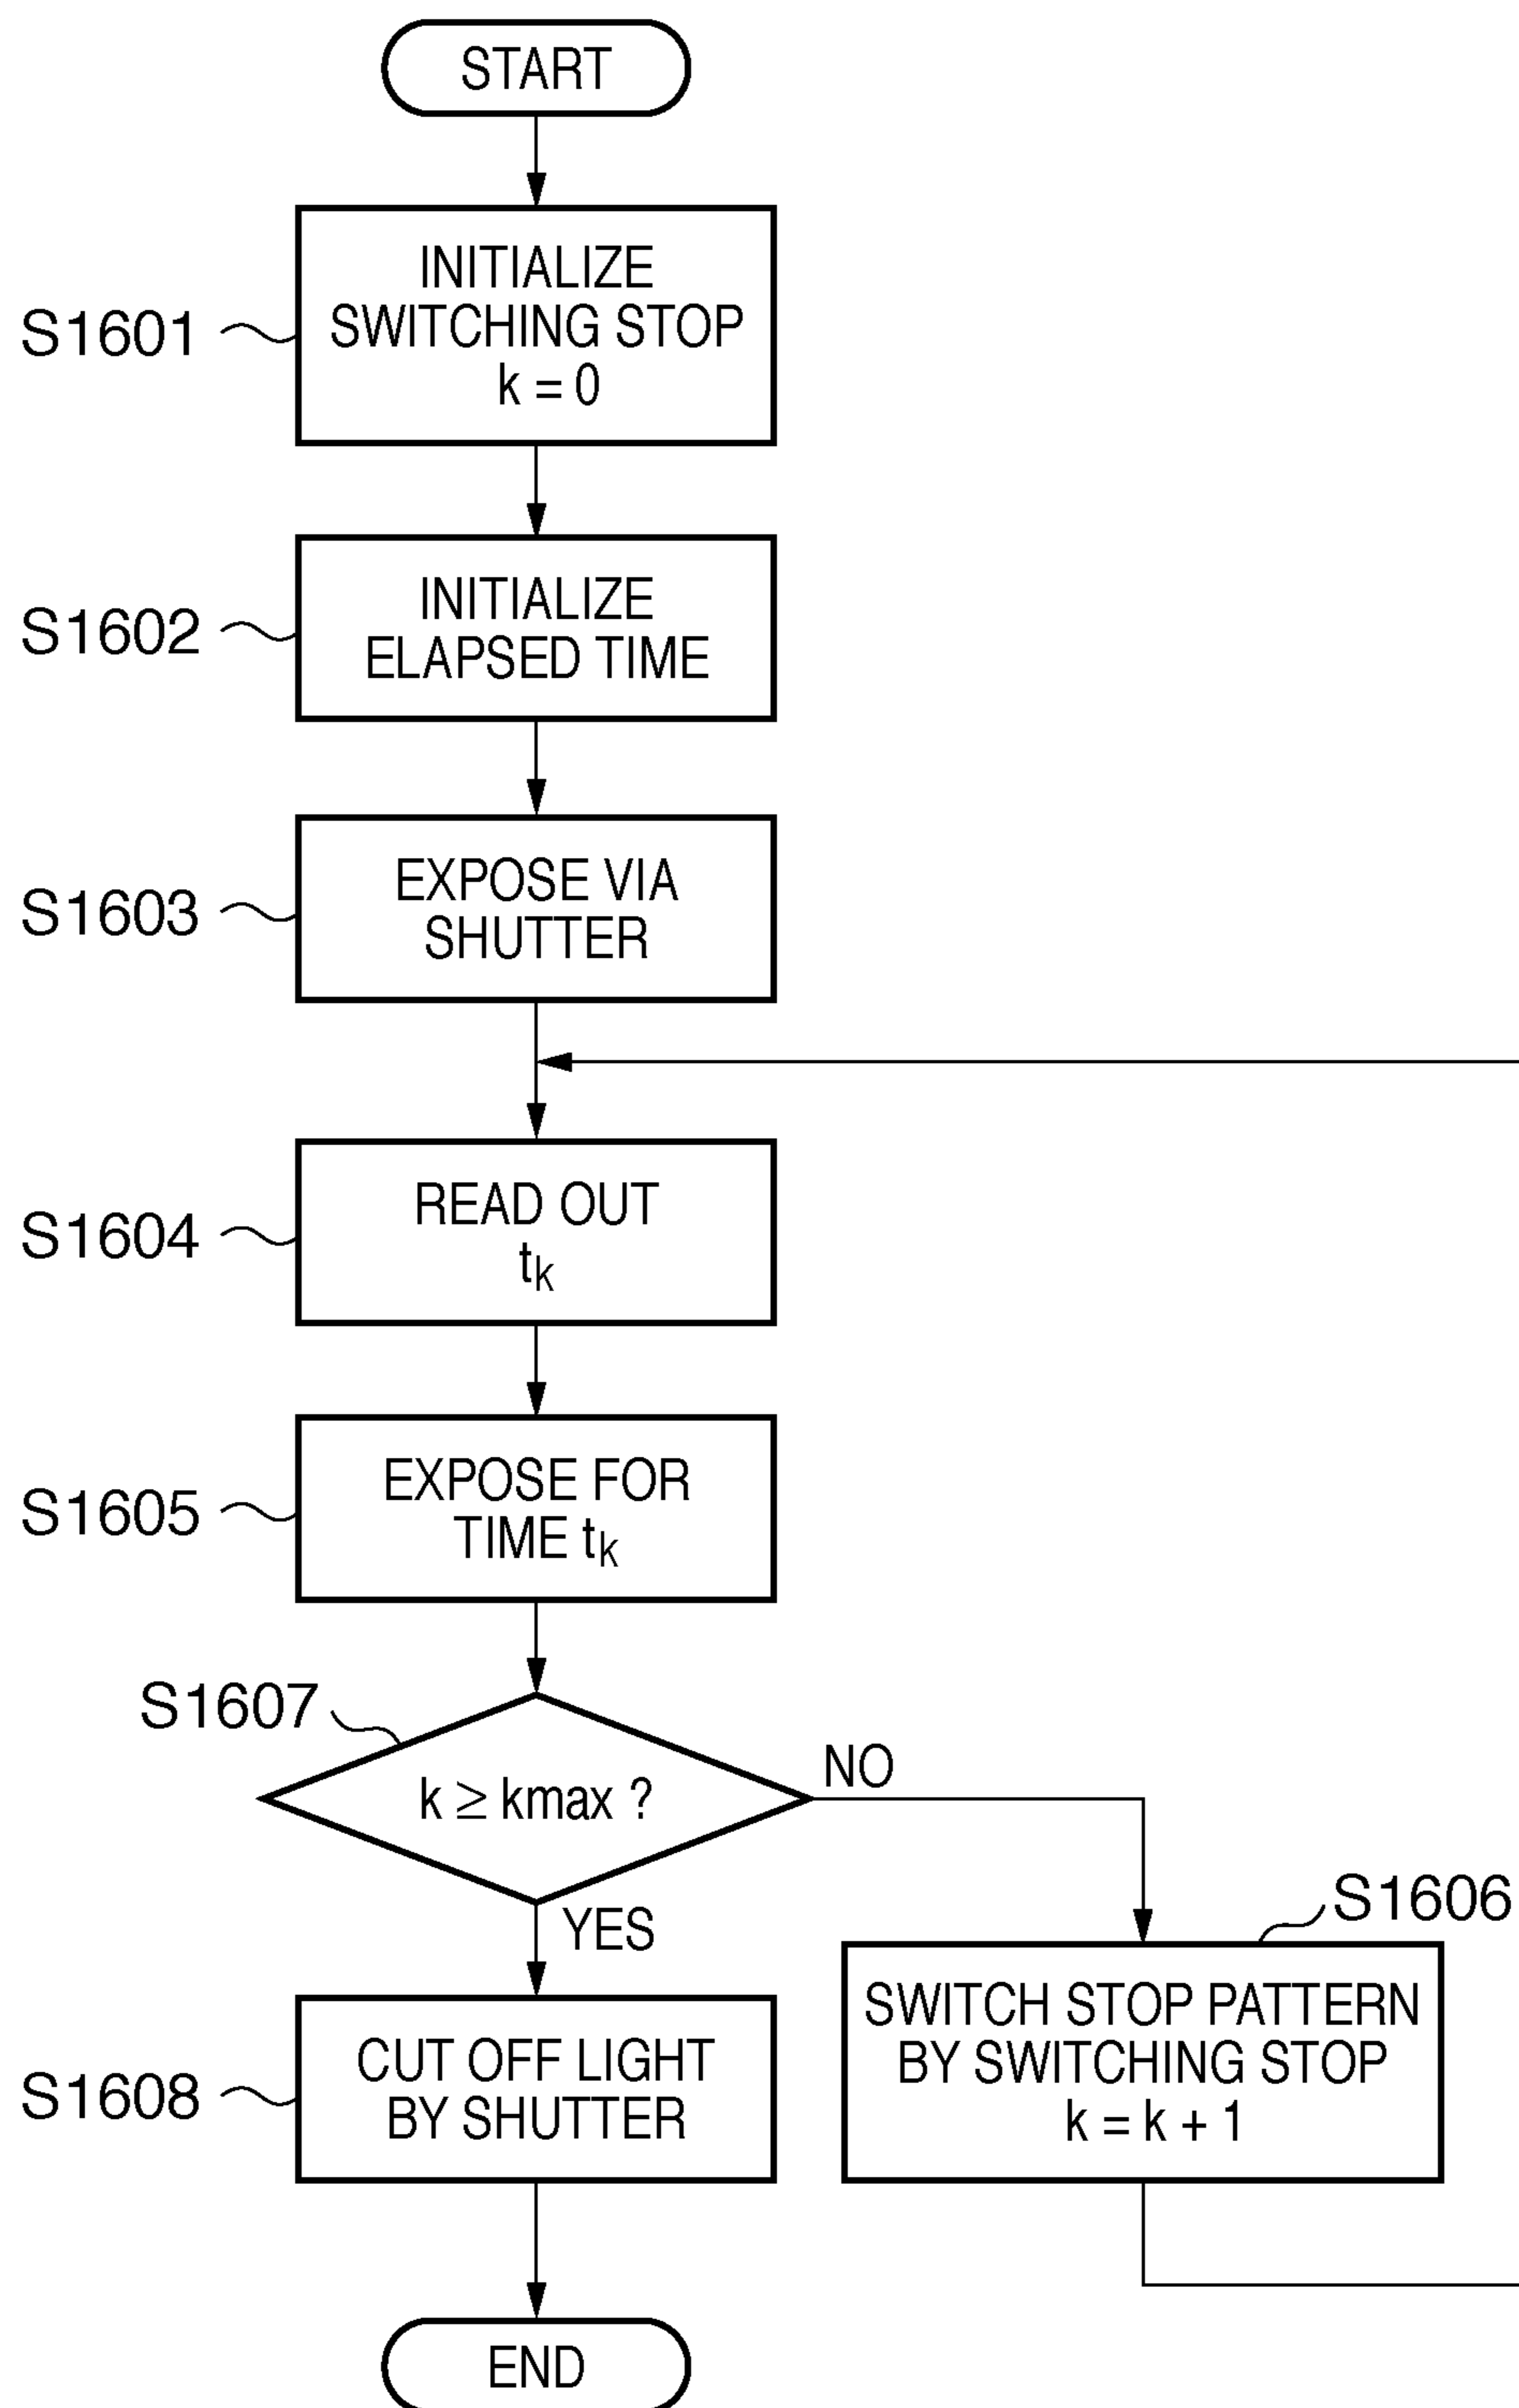 START
S1601
INITIALIZE
SWITCHING STOP
k = 0
S1602
INITIALIZE
ELAPSED TIME
S1603
EXPOSE VIA
SHUTTER
S1604
READ OUT
tk
S1605
EXPOSE FOR
TIME tk
S1607
k ≥ kmax ?
NO
YES
S1606
SWITCH STOP PATTERN
BY SWITCHING STOP
k = k + 1
S1608
CUT OFF LIGHT
BY SHUTTER
END